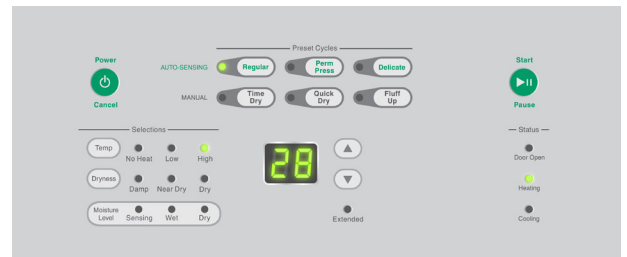 Preset Cycles
Power
Start
AUTO-SENSING
Regular
Perm
Press
Delicate
MANUAL
Time
Dry
Quick
Dry
Fluff
Up
Cancel
Pause
Selections
Status
Temp
No Heat
Low
High
28
Door Open
Dryness
Damp
Near Dry
Dry
Heating
Moisture
Level
Sensing
Wet
Dry
Extended
Cooling